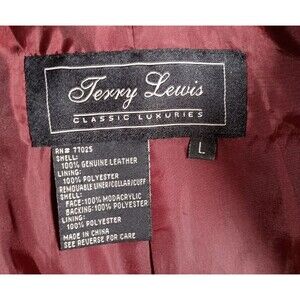 Terry Lewis
CLASSIC LUXURIES
L
RN# 77025
SHELL:
100% GENUINE LEATHER
LINING:
100% POLYESTER
REMOVABLE LINER/COLLAR/CUFF
SHELL:
FACE: 100% MODACRYLIC
BACKING: 100% POLYESTER
LINING:
100% POLYESTER
MADE IN CHINA
SEE REVERSE FOR CARE